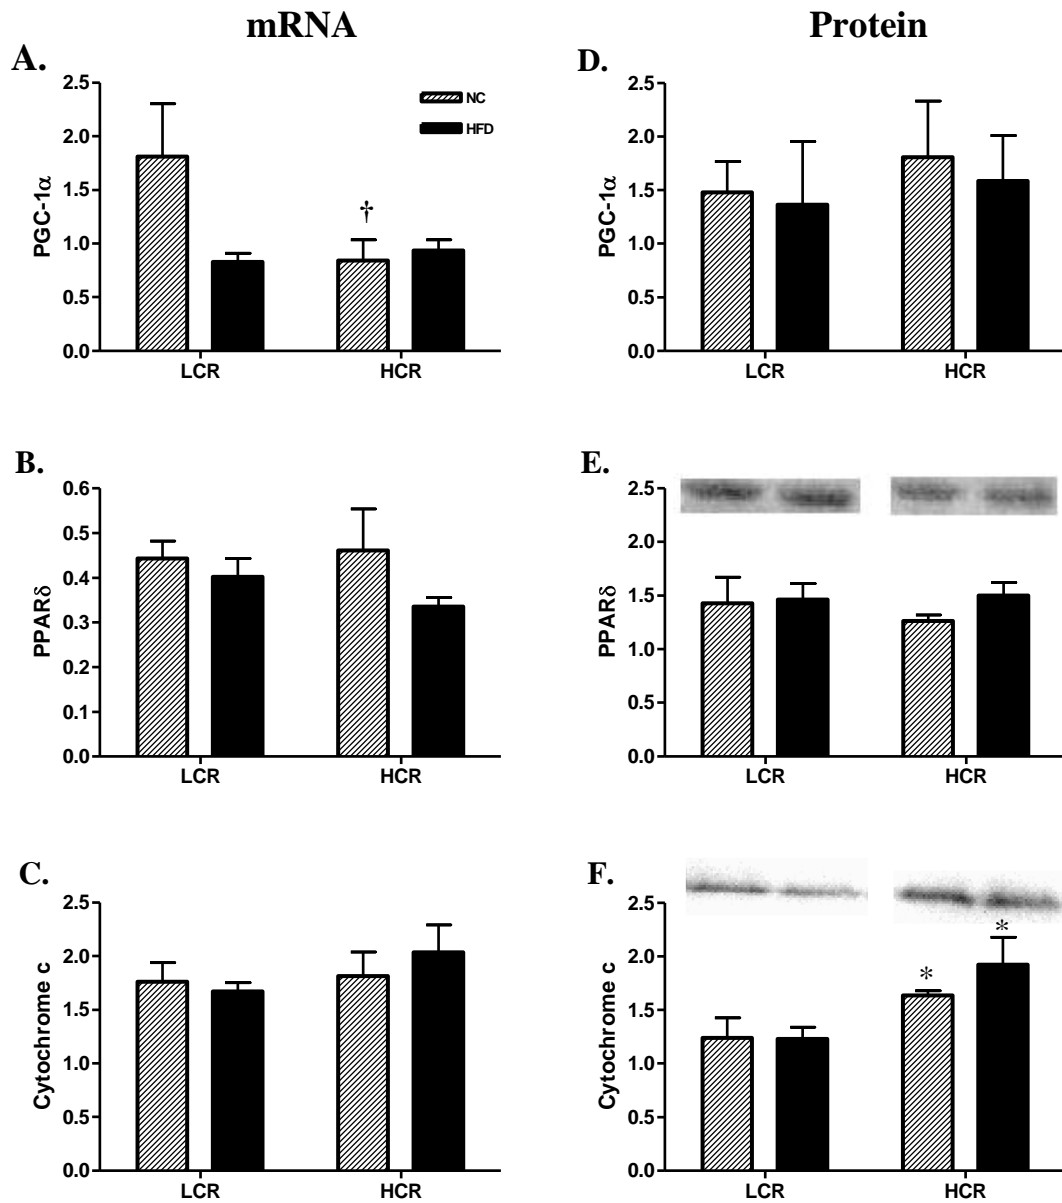 mRNA
Protein
A.
2.5
2.0
1.5
1.0
0.5
0.0
PGC-1α
NC
HFD
†
LCR HCR
D.
2.5
2.0
1.5
1.0
0.5
0.0
PGC-1α
LCR HCR
B.
0.6
0.5
0.4
0.3
0.2
0.1
0.0
PPARδ
LCR HCR
E.
2.5
2.0
1.5
1.0
0.5
0.0
PPARδ
LCR HCR
C.
2.5
2.0
1.5
1.0
0.5
0.0
Cytochrome c
LCR HCR
F.
2.5
2.0
1.5
1.0
0.5
0.0
Cytochrome c
*
*
LCR HCR